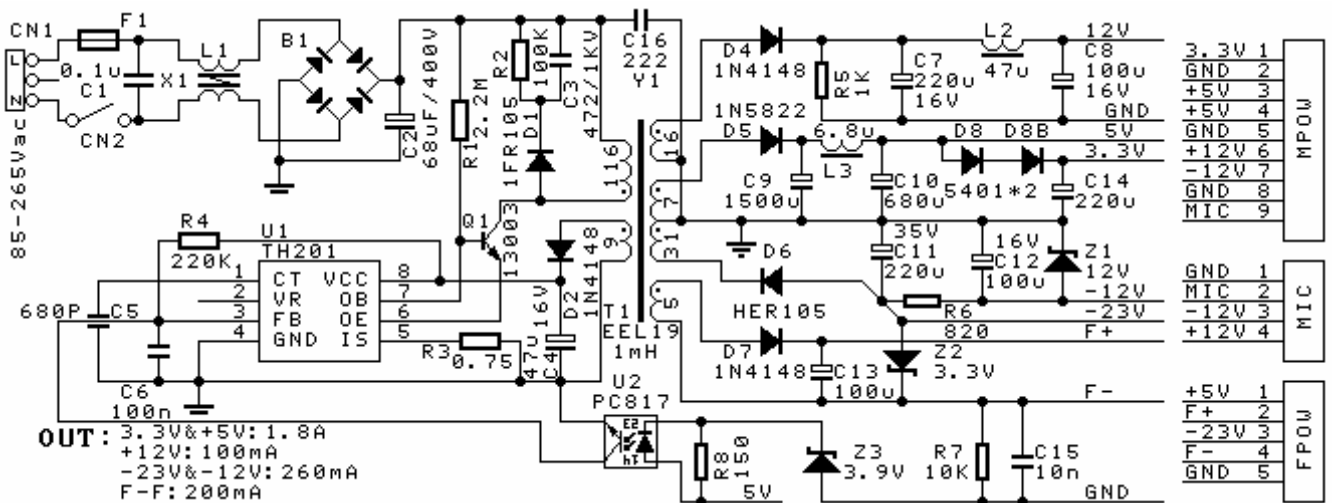 CN1
F1
L
N
0.1u
C1
X1
CN2
85-265Vac
L1
B1
C2
68uF/400V
R1
2.2M
R2
100K
C3
472/1KV
D1
1FR105
C16
222
Y1
116
9
16
7
31
5
Q1
13003
R4
220K
U1
TH201
1 CT VCC 8
2 VR OB 7
3 FB OE 6
4 GND IS 5
680P
C5
C6
100n
R3
0.75
D2
1N4148
C4
47u 16V
T1
EEL19
1mH
U2
PC817
D4
1N4148
R5
1K
C7
220u
16V
L2
47u
12V
C8
100u
16V
GND
1N5822
D5
6.8u
L3
D8
D8B
5V
3.3V
5401*2
C9
1500u
C10
680u
C14
220u
35V
C11
220u
16V
C12
100u
Z1
12V
D6
HER105
R6
820
-12V
-23V
F+
D7
1N4148
C13
100u
Z2
3.3V
F-
R8
150
5V
Z3
3.9V
R7
10K
C15
10n
GND
3.3V 1
GND 2
+5V 3
+5V 4
GND 5
+12V 6
-12V 7
GND 8
MIC 9
MPOW
GND 1
MIC 2
-12V 3
+12V 4
MIC
+5V 1
F+ 2
-23V 3
F- 4
GND 5
FPOW
OUT: 3.3V&+5V:1.8A
+12V:100mA
-23V&-12V:260mA
F-F:200mA